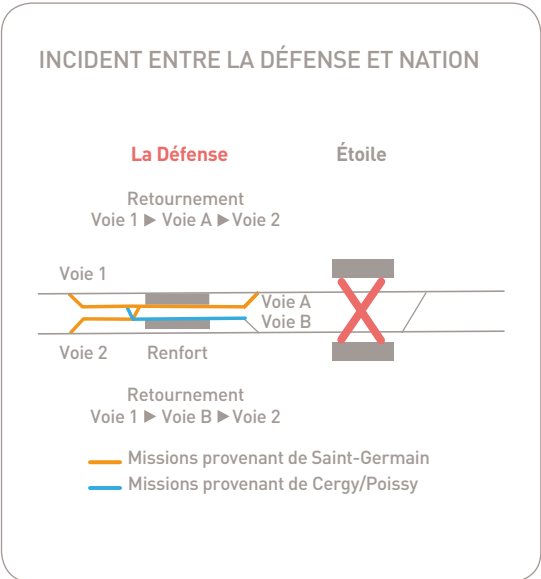 INCIDENT ENTRE LA DÉFENSE ET NATION
La Défense
Étoile
Retournement
Voie 1 ▶ Voie A ▶ Voie 2
Voie 1
Voie A
Voie B
Voie 2
Renfort
Retournement
Voie 1 ▶ Voie B ▶ Voie 2
Missions provenant de Saint-Germain
Missions provenant de Cergy/Poissy